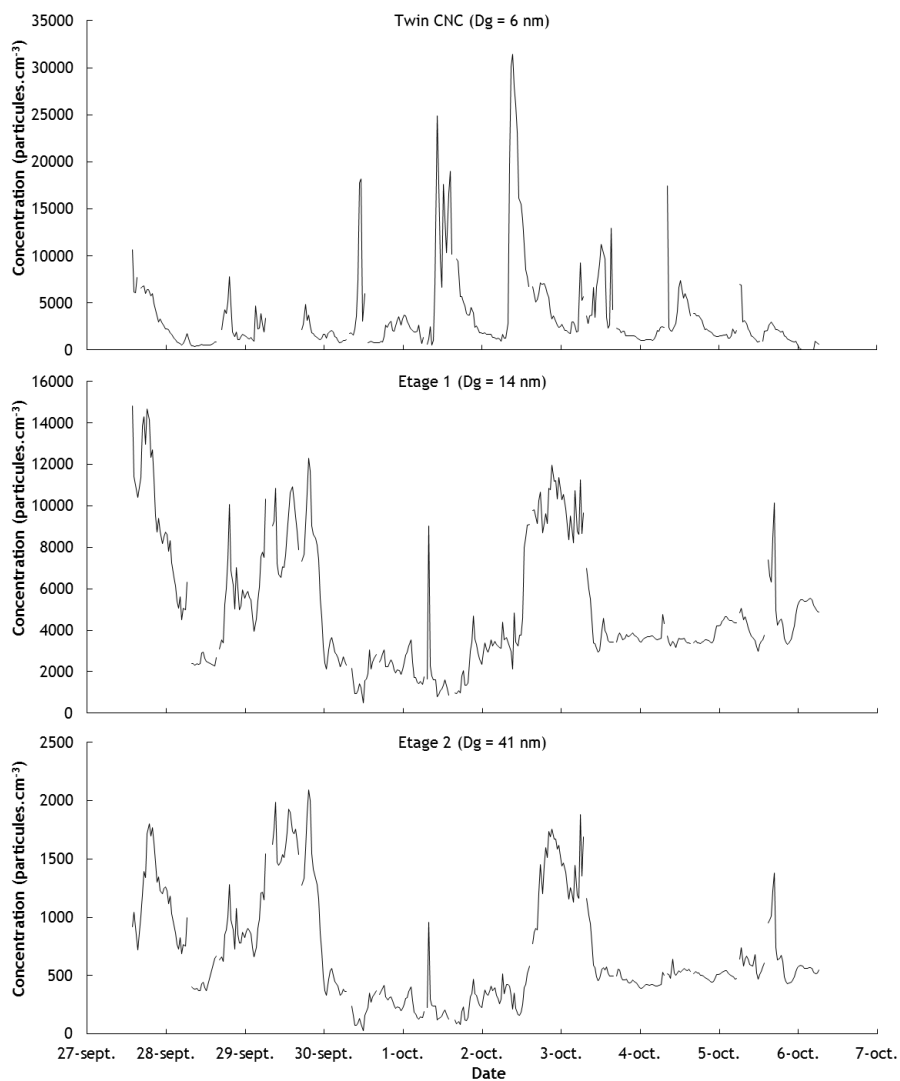 Twin CNC (Dg = 6 nm)
Concentration (particules.cm-3)
35000
30000
25000
20000
15000
10000
5000
0
Etage 1 (Dg = 14 nm)
Concentration (particules.cm-3)
16000
14000
12000
10000
8000
6000
4000
2000
0
Etage 2 (Dg = 41 nm)
Concentration (particules.cm-3)
2500
2000
1500
1000
500
0
27-sept. 28-sept. 29-sept. 30-sept. 1-oct. 2-oct. 3-oct. 4-oct. 5-oct. 6-oct. 7-oct.
Date